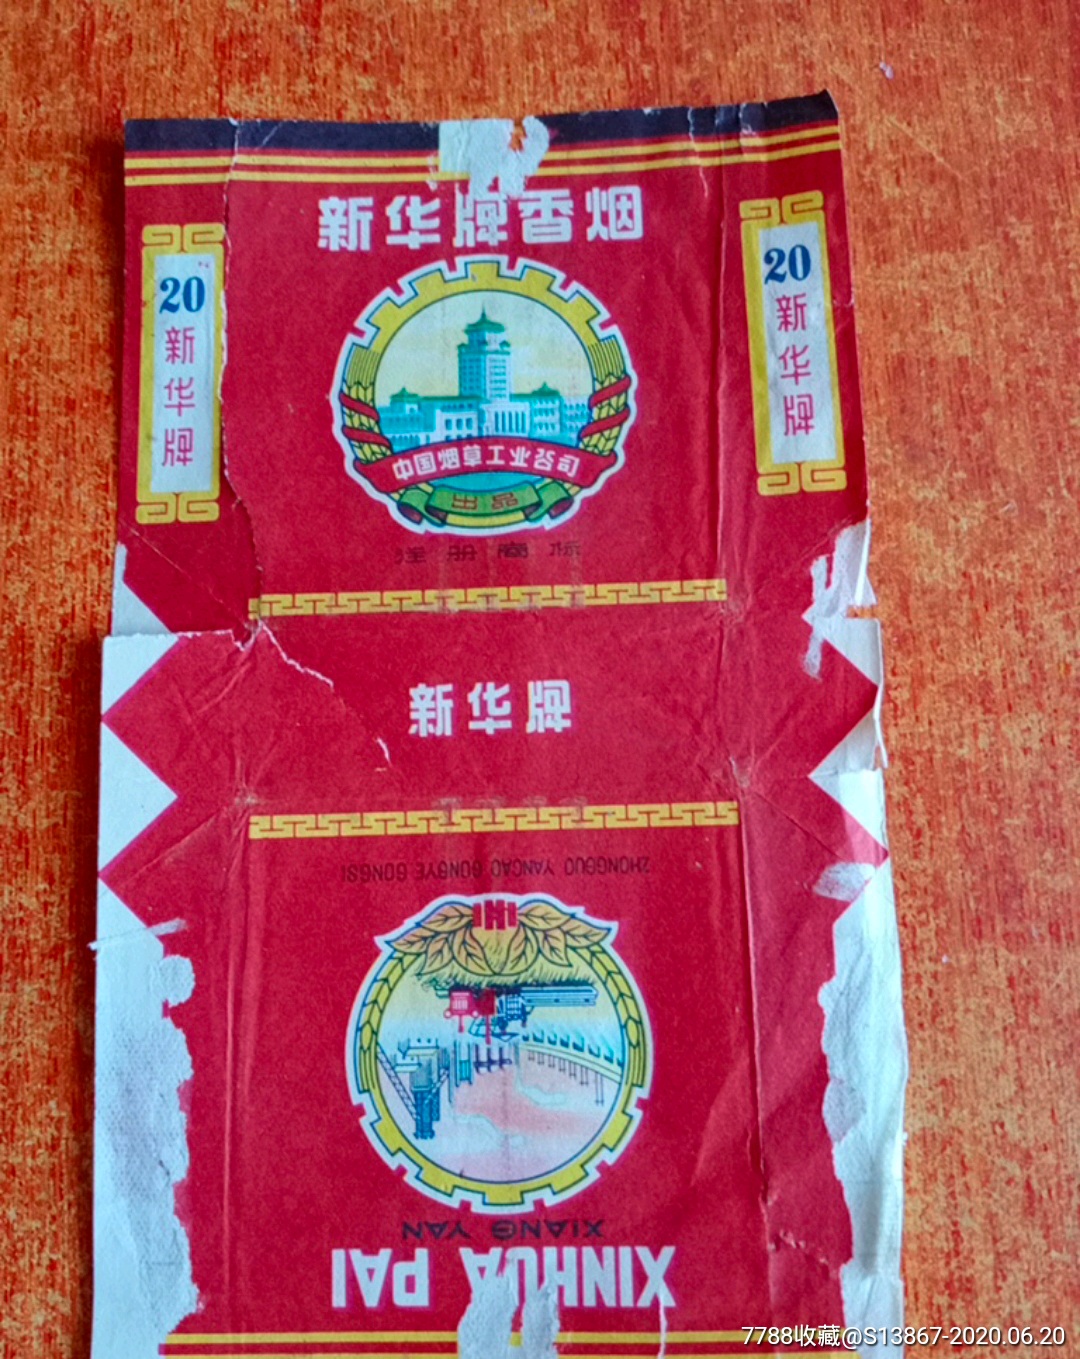 新华牌香烟
20
新华牌
20
新华牌
中国烟草工业公司
出品
注册商标
新华牌
ZHONGGUO YANCAO GONGYE GONGSI
XIANG YAN
XINHUA PAI
7788收藏@S13867-2020.06.20